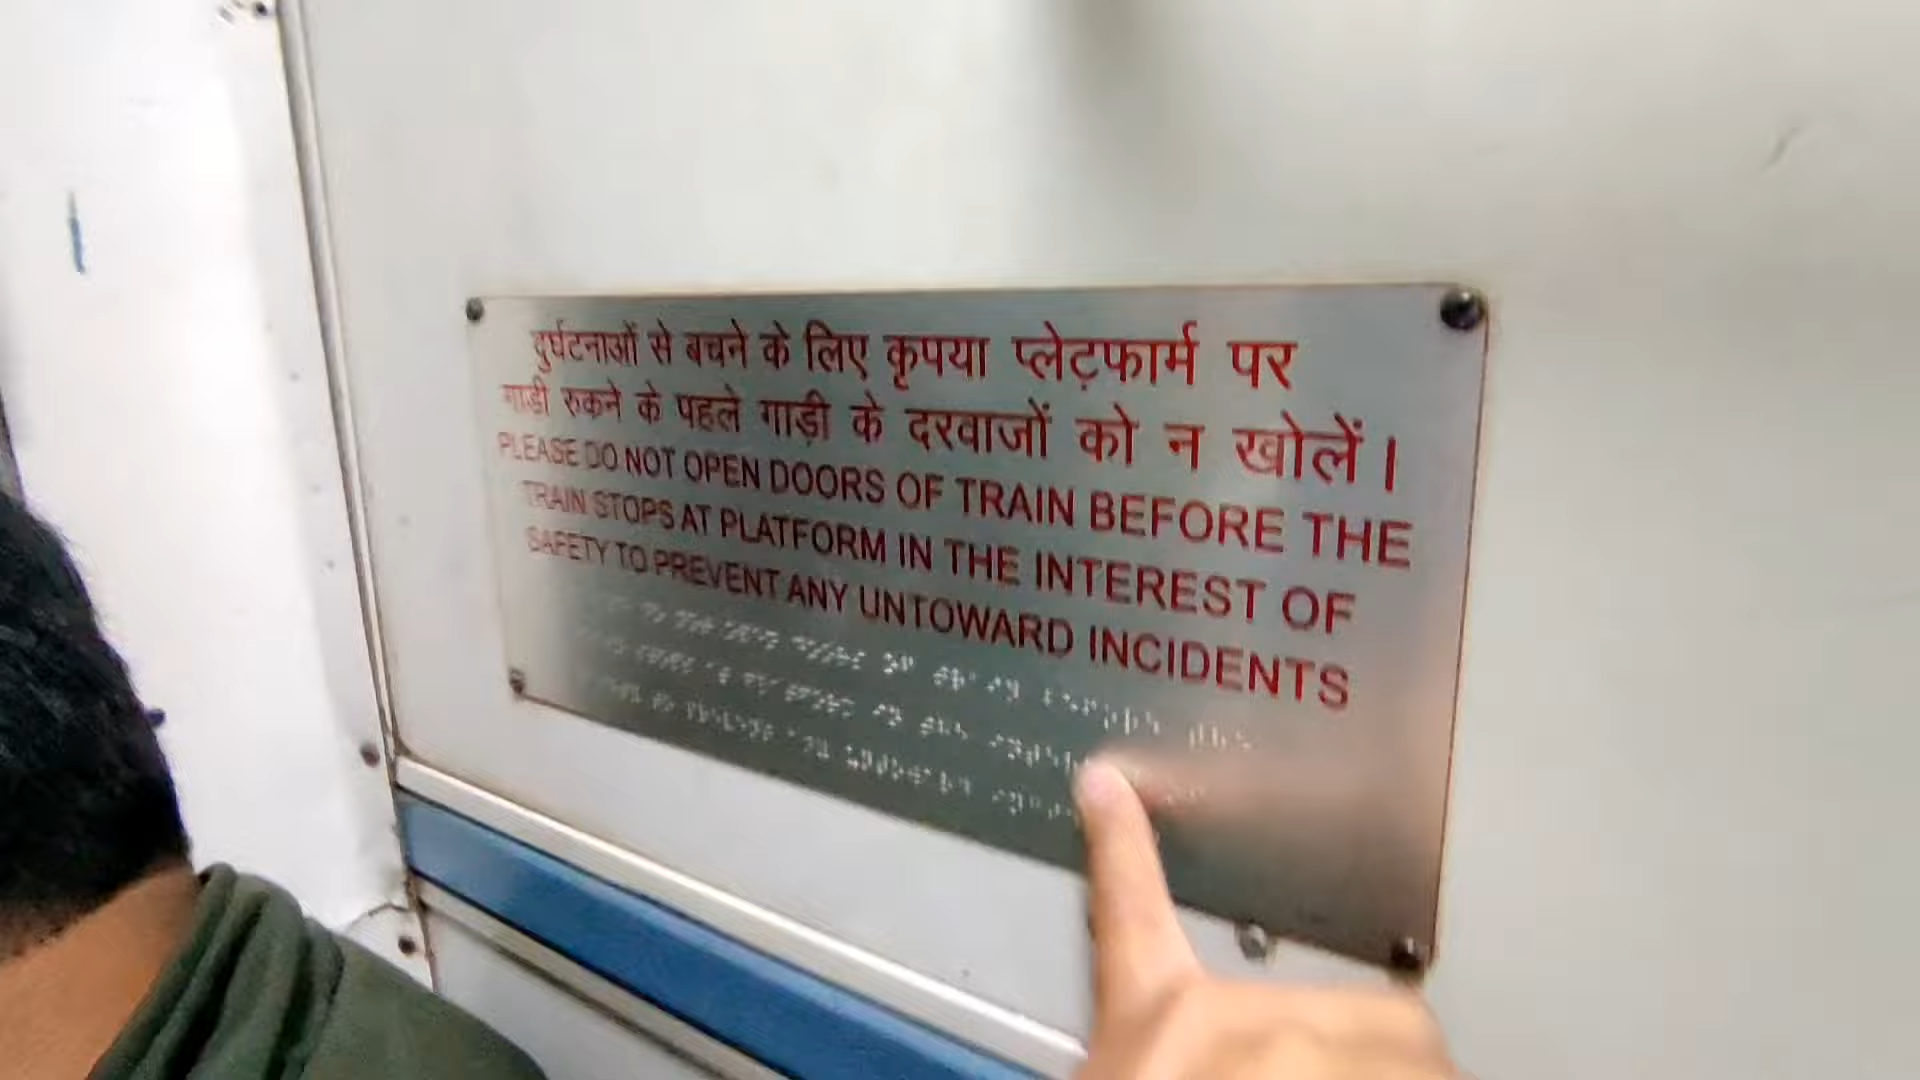 दुर्घटनाओं से बचने के लिए कृपया प्लेट़फार्म पर
गाडी रुकने के पहले गाड़ी के दरवाजों को न खोलें।
PLEASE DO NOT OPEN DOORS OF TRAIN BEFORE THE
TRAIN STOPS AT PLATFORM IN THE INTEREST OF
SAFETY TO PREVENT ANY UNTOWARD INCIDENTS